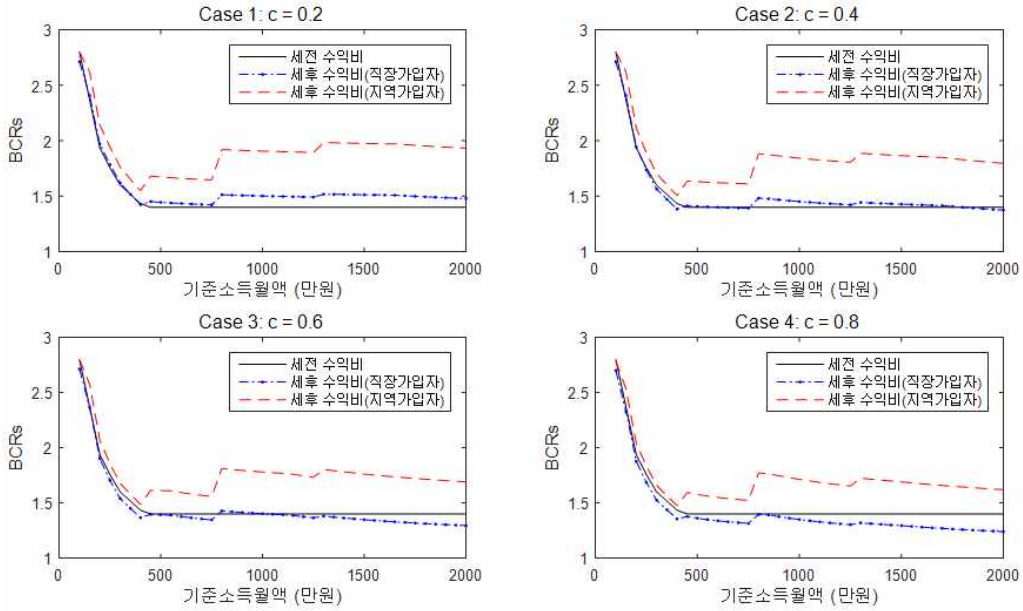 Case 1: c = 0.2
3
2.5
2
1.5
1
BCRs
세전 수익비
세후 수익비(직장가입자)
세후 수익비(지역가입자)
0 500 1000 1500 2000
기준소득월액 (만원)
Case 2: c = 0.4
3
2.5
2
1.5
1
BCRs
세전 수익비
세후 수익비(직장가입자)
세후 수익비(지역가입자)
0 500 1000 1500 2000
기준소득월액 (만원)
Case 3: c = 0.6
3
2.5
2
1.5
1
BCRs
세전 수익비
세후 수익비(직장가입자)
세후 수익비(지역가입자)
0 500 1000 1500 2000
기준소득월액 (만원)
Case 4: c = 0.8
3
2.5
2
1.5
1
BCRs
세전 수익비
세후 수익비(직장가입자)
세후 수익비(지역가입자)
0 500 1000 1500 2000
기준소득월액 (만원)